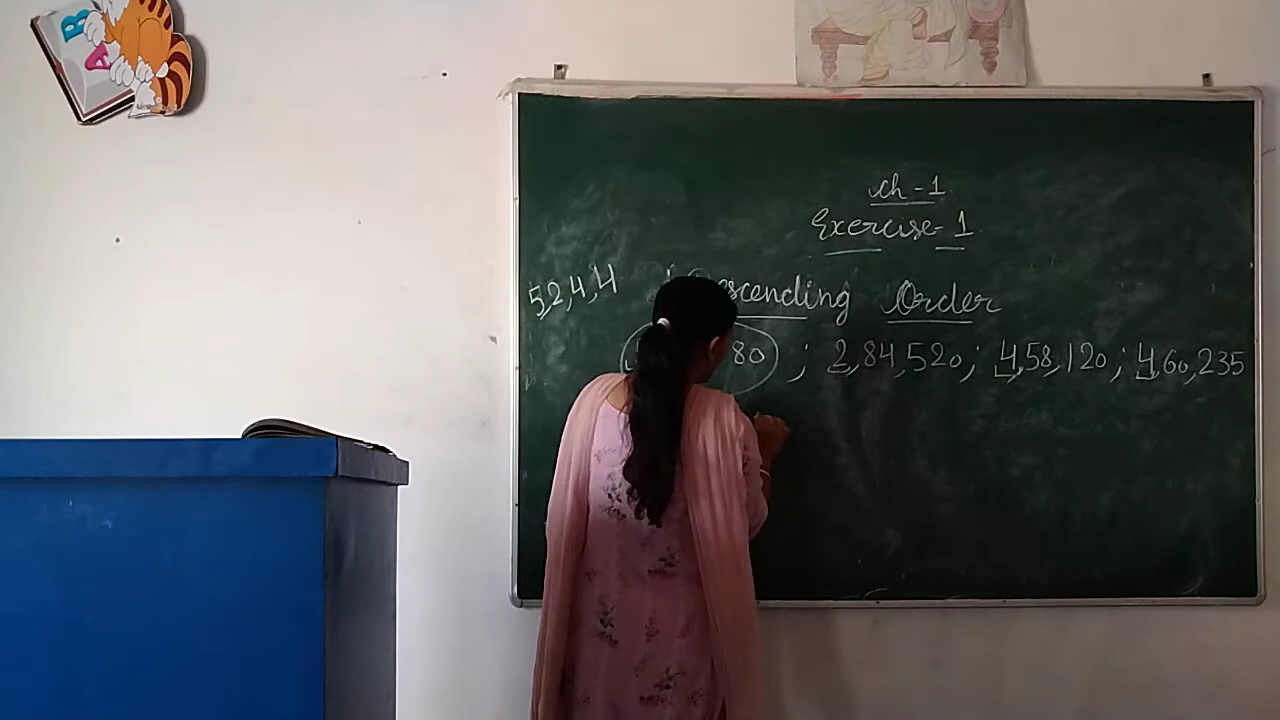 B
A
ch-1
Exercise-1
5,2,4,4 Descending Order
80 ; 2,84,520; 4,58,120; 4,60,235